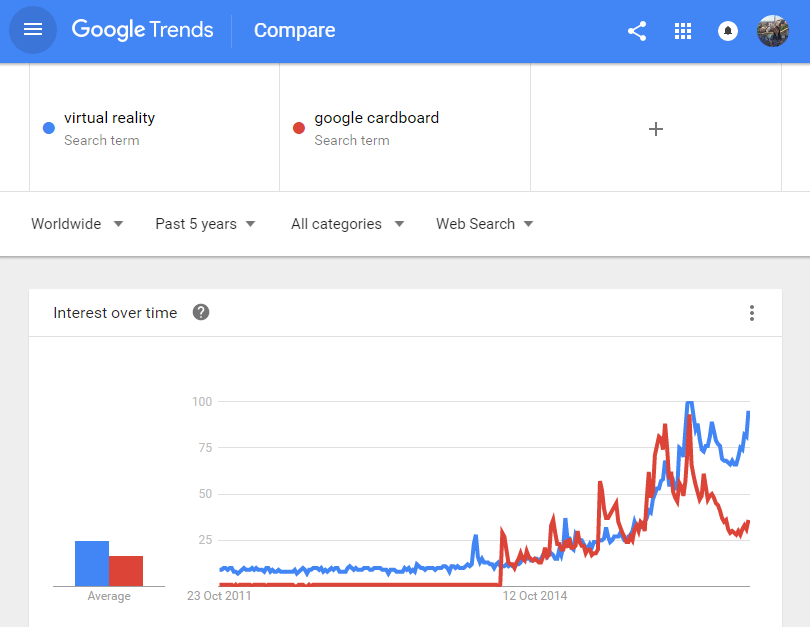 Google Trends Compare
virtual reality
Search term
google cardboard
Search term
+
Worldwide Past 5 years All categories Web Search
Interest over time ?
100
75
50
25
Average
23 Oct 2011 12 Oct 2014